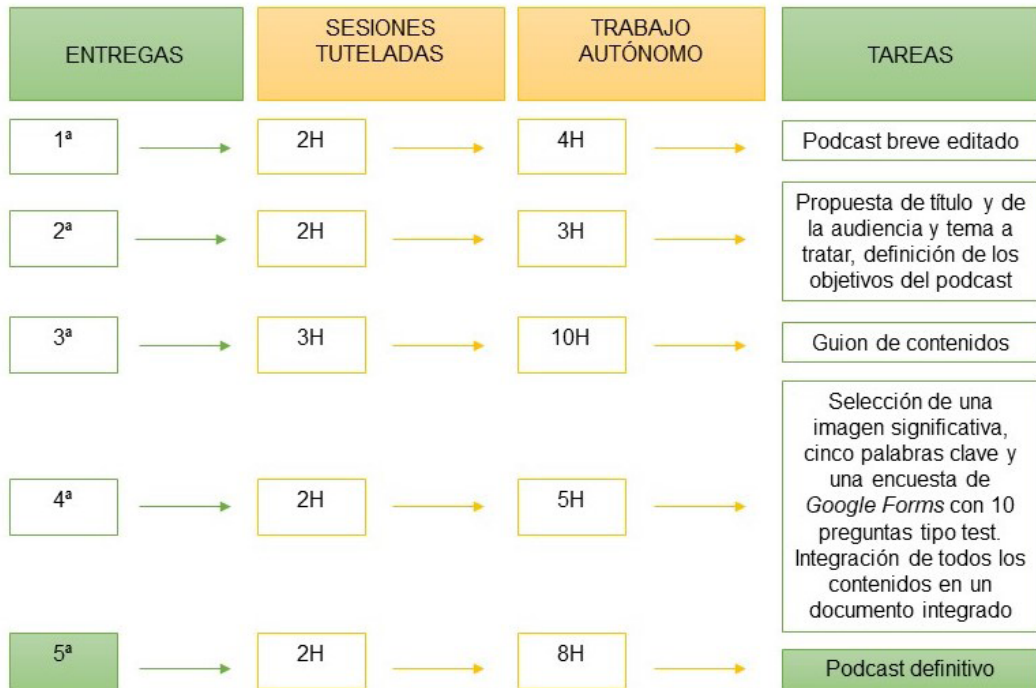 ENTREGAS
SESIONES
TUTELADAS
TRABAJO
AUTÓNOMO
TAREAS
1ª
2H
4H
Podcast breve editado
2ª
2H
3H
Propuesta de título y de
la audiencia y tema a
tratar, definición de los
objetivos del podcast
3ª
3H
10H
Guion de contenidos
4ª
2H
5H
Selección de una
imagen significativa,
cinco palabras clave y
una encuesta de
Google Forms con 10
preguntas tipo test.
Integración de todos los
contenidos en un
documento integrado
5ª
2H
8H
Podcast definitivo